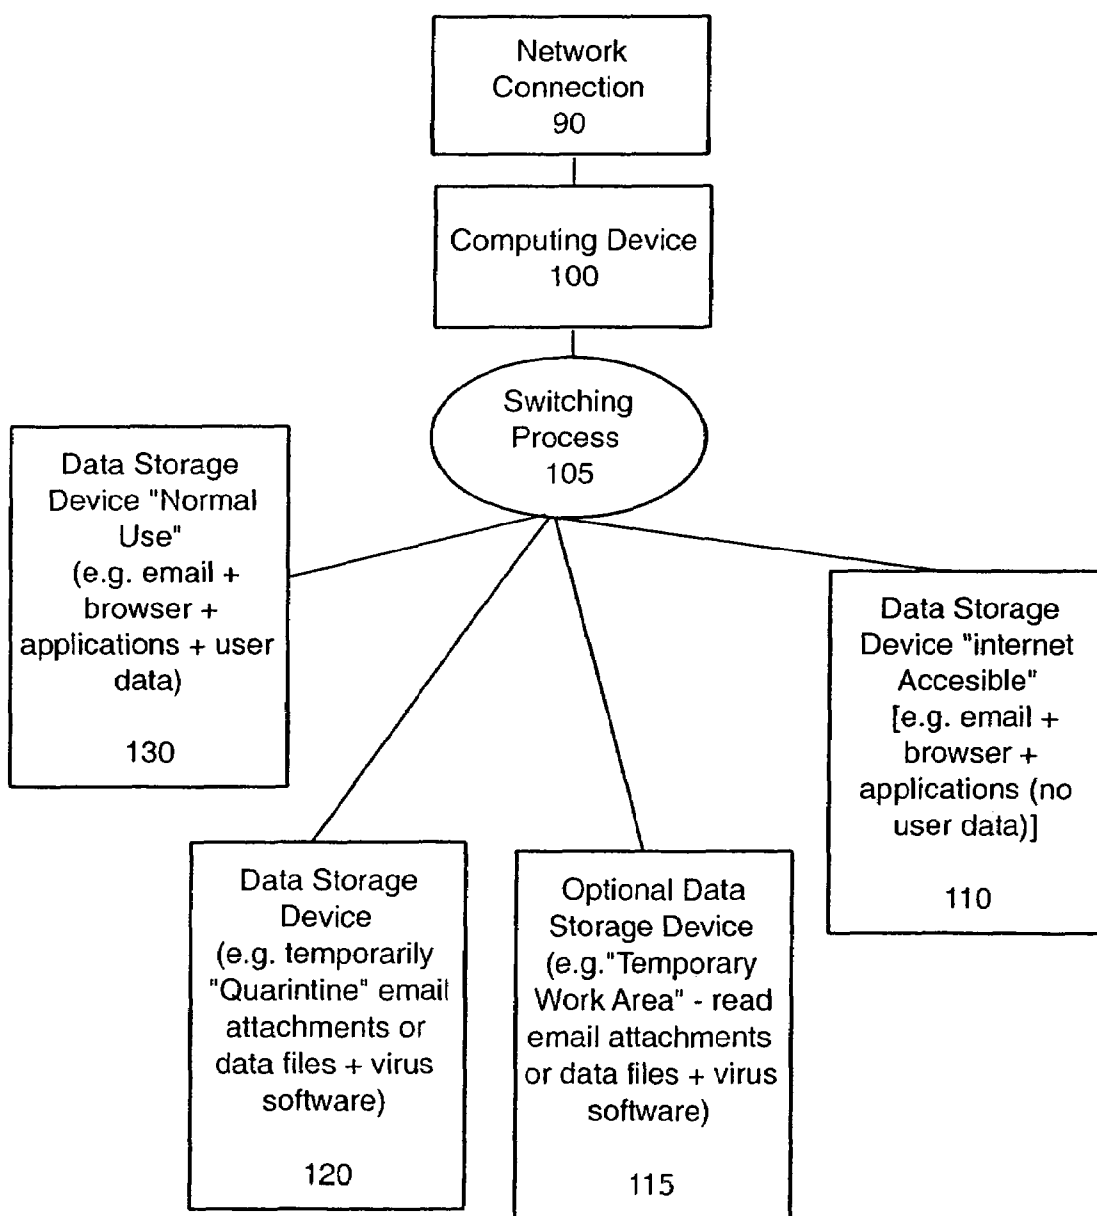 Network
Connection
90
Computing Device
100
Switching
Process
105
Data Storage
Device "Normal
Use"
(e.g. email +
browser +
applications + user
data)
130
Data Storage
Device "internet
Accesible"
[e.g. email +
browser +
applications (no
user data)]
110
Data Storage
Device
(e.g. temporarily
"Quarintine" email
attachments or
data files + virus
software)
120
Optional Data
Storage Device
(e.g."Temporary
Work Area" - read
email attachments
or data files + virus
software)
115